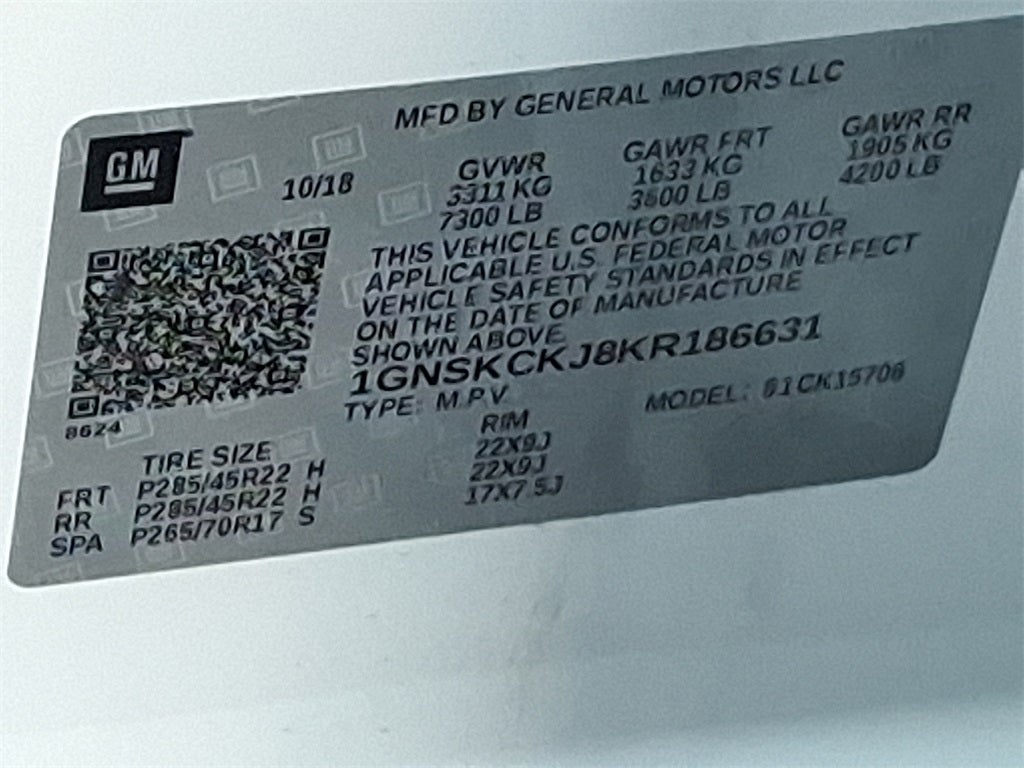 MFD BY GENERAL MOTORS LLC
GM
10/18
GVWR GAWR FRT GAWR RR
3311 KG 1633 KG 1905 KG
7300 LB 3600 LB 4200 LB
THIS VEHICLE CONFORMS TO ALL
APPLICABLE U.S. FEDERAL MOTOR
VEHICLE SAFETY STANDARDS IN EFFECT
ON THE DATE OF MANUFACTURE
SHOWN ABOVE.
1GNSKCKJ8KR186631
8624
TYPE: M.P.V. MODEL:
TIRE SIZE RIM
FRT P285/45R22 H 22X9J
RR P285/45R22 H 22X9J
SPA P265/70R17 S 17X7.5J